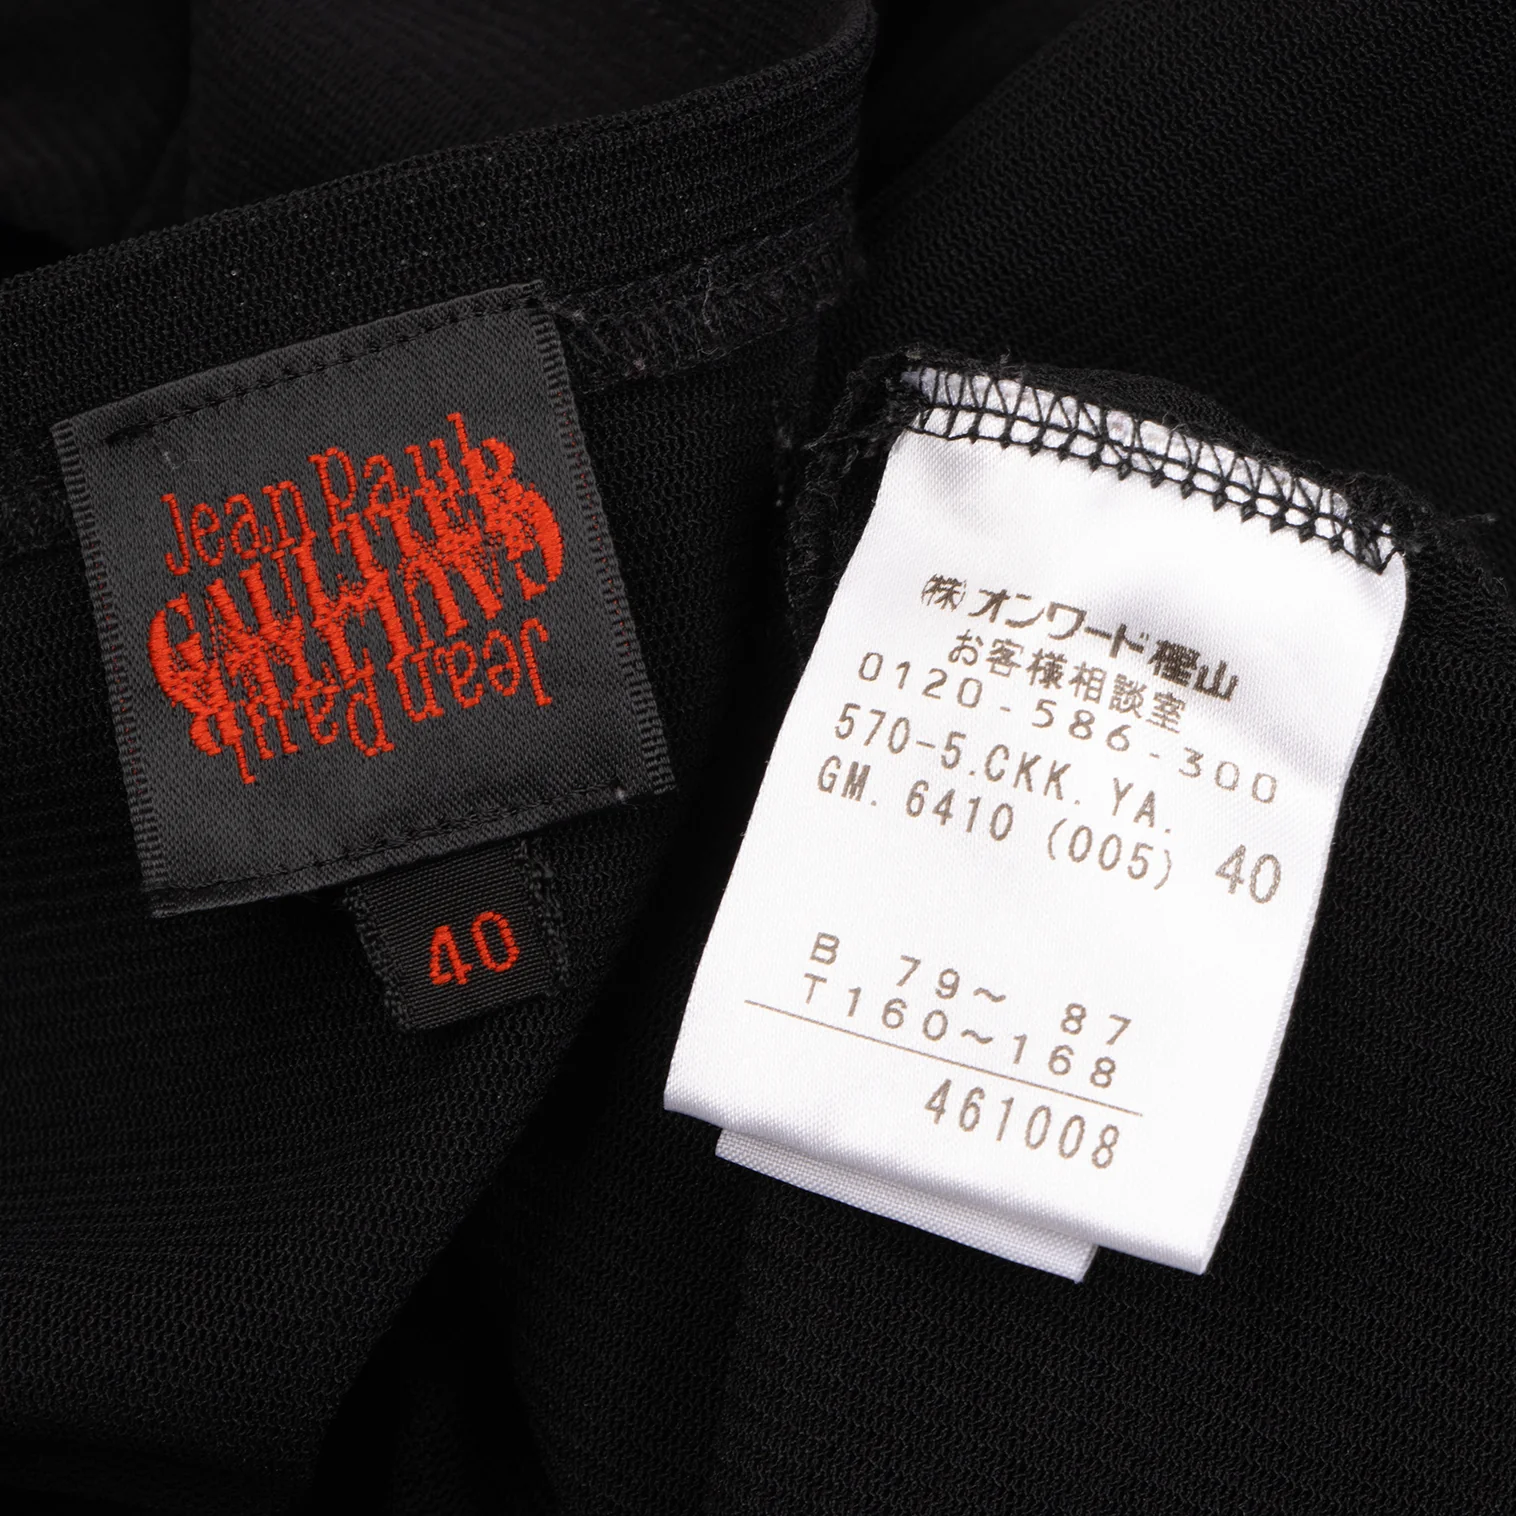 Jean Paul
GAULTIER
GAULTIER
Jean Paul
40
㈱オンワード樫山
お客様相談室
0120-586-300
570-5.CKK.YA.
GM.6410 (005) 40
B 79~ 87
T160~168
461008